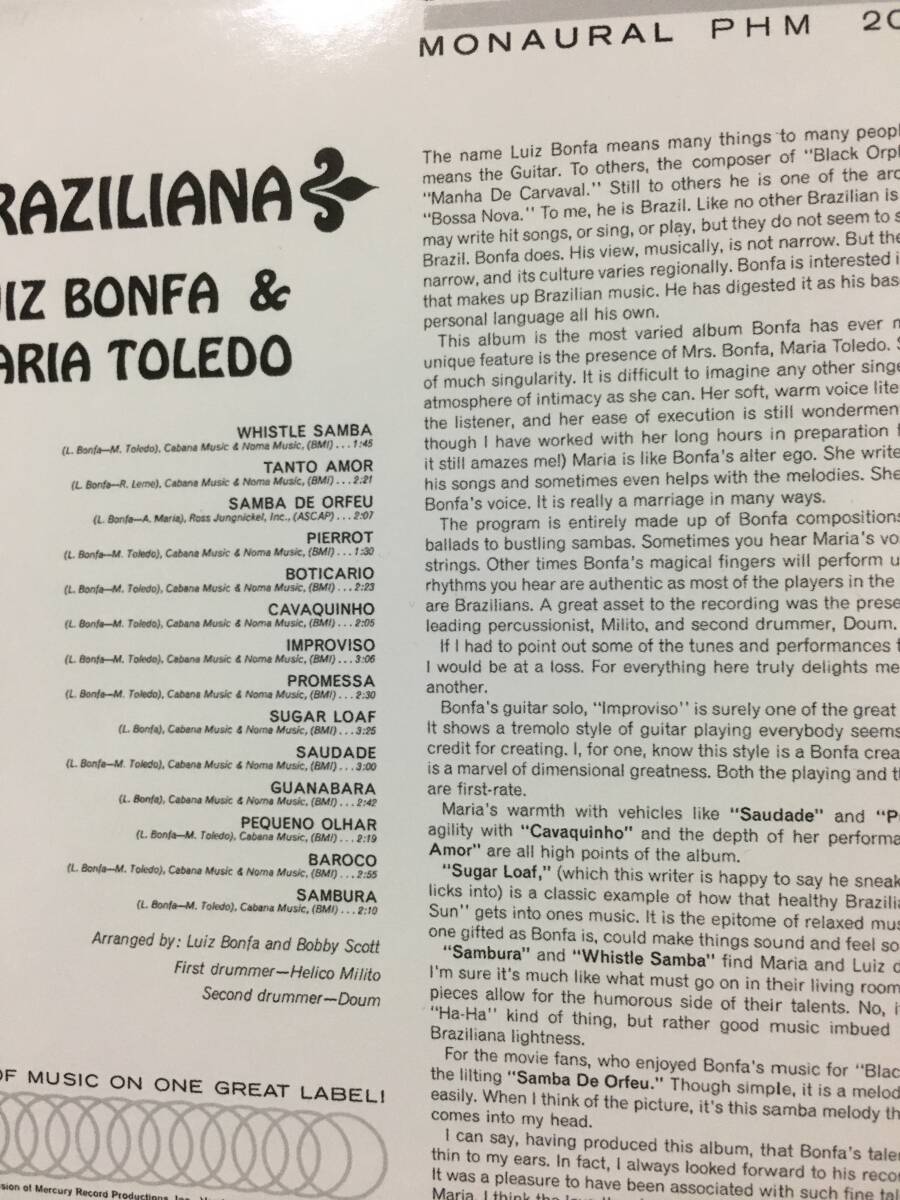 MONAURAL PHM 20
RAZILIANA
IZ BONFA &
ARIA TOLEDO
WHISTLE SAMBA
(L. Bonfa—M. Toledo), Cabana Music & Noma Music, (BMI) . . . 1:45
TANTO AMOR
(L. Bonfa—R. Leme), Cabana Music & Noma Music, (BMI) . . . 2:21
SAMBA DE ORFEU
(L. Bonfa—A. Maria), Ross Jungnickel, Inc., (ASCAP) . . . 2:07
PIERROT
(L. Bonfa—M. Toledo), Cabana Music & Noma Music, (BMI) . . . 1:30
BOTICARIO
(L. Bonfa—M. Toledo), Cabana Music & Noma Music, (BMI) . . . 2:23
CAVAQUINHO
(L. Bonfa—M. Toledo), Cabana Music & Noma Music, (BMI) . . . 2:05
IMPROVISO
(L. Bonfa—M. Toledo), Cabana Music & Noma Music, (BMI) . . . 3:06
PROMESSA
(L. Bonfa—M. Toledo), Cabana Music & Noma Music, (BMI) . . . 2:30
SUGAR LOAF
(L. Bonfa), Cabana Music & Noma Music, (BMI) . . . 3:25
SAUDADE
(L. Bonfa—M. Toledo), Cabana Music & Noma Music, (BMI) . . . 3:00
GUANABARA
(L. Bonfa), Cabana Music & Noma Music, (BMI) . . . 2:42
PEQUENO OLHAR
(L. Bonfa—M. Toledo), Cabana Music, (BMI) . . . 2:19
BAROCO
(L. Bonfa—M. Toledo), Cabana Music & Noma Music, (BMI) . . . 2:55
SAMBURA
(L. Bonfa—M. Toledo), Cabana Music, (BMI) . . . 2:10
Arranged by: Luiz Bonfa and Bobby Scott
First drummer—Helico Milito
Second drummer—Doum
OF MUSIC ON ONE GREAT LABEL!
sion of Mercury Record Productions, Inc.
The name Luiz Bonfa means many things to many peopl
means the Guitar. To others, the composer of "Black Orph
"Manha De Carvaval." Still to others he is one of the arc
"Bossa Nova." To me, he is Brazil. Like no other Brazilian is
may write hit songs, or sing, or play, but they do not seem to s
Brazil. Bonfa does. His view, musically, is not narrow. But the
narrow, and its culture varies regionally. Bonfa is interested i
that makes up Brazilian music. He has digested it as his bas
personal language all his own.
This album is the most varied album Bonfa has ever m
unique feature is the presence of Mrs. Bonfa, Maria Toledo. S
of much singularity. It is difficult to imagine any other singe
atmosphere of intimacy as she can. Her soft, warm voice lite
the listener, and her ease of execution is still wondermen
though I have worked with her long hours in preparation t
it still amazes me!) Maria is like Bonfa's alter ego. She write
his songs and sometimes even helps with the melodies. She
Bonfa's voice. It is really a marriage in many ways.
The program is entirely made up of Bonfa compositions
ballads to bustling sambas. Sometimes you hear Maria's vo
strings. Other times Bonfa's magical fingers will perform u
rhythms you hear are authentic as most of the players in the
are Brazilians. A great asset to the recording was the prese
leading percussionist, Milito, and second drummer, Doum.
If I had to point out some of the tunes and performances t
I would be at a loss. For everything here truly delights me
another.
Bonfa's guitar solo, "Improviso" is surely one of the great
It shows a tremolo style of guitar playing everybody seems
credit for creating. I, for one, know this style is a Bonfa crea
is a marvel of dimensional greatness. Both the playing and th
are first-rate.
Maria's warmth with vehicles like "Saudade" and "P
agility with "Cavaquinho" and the depth of her performa
Amor" are all high points of the album.
"Sugar Loaf," (which this writer is happy to say he sneak
licks into) is a classic example of how that healthy Brazilia
Sun" gets into ones music. It is the epitome of relaxed mus
one gifted as Bonfa is, could make things sound and feel so
"Sambura" and "Whistle Samba" find Maria and Luiz d
I'm sure it's much like what must go on in their living room
pieces allow for the humorous side of their talents. No, i
"Ha-Ha" kind of thing, but rather good music imbued
Braziliana lightness.
For the movie fans, who enjoyed Bonfa's music for "Blac
the lilting "Samba De Orfeu." Though simple, it is a melod
easily. When I think of the picture, it's this samba melody th
comes into my head.
I can say, having produced this album, that Bonfa's tale
thin to my ears. In fact, I always looked forward to his reco
It was a pleasure to have been associated with such fine tal
Maria. I think the